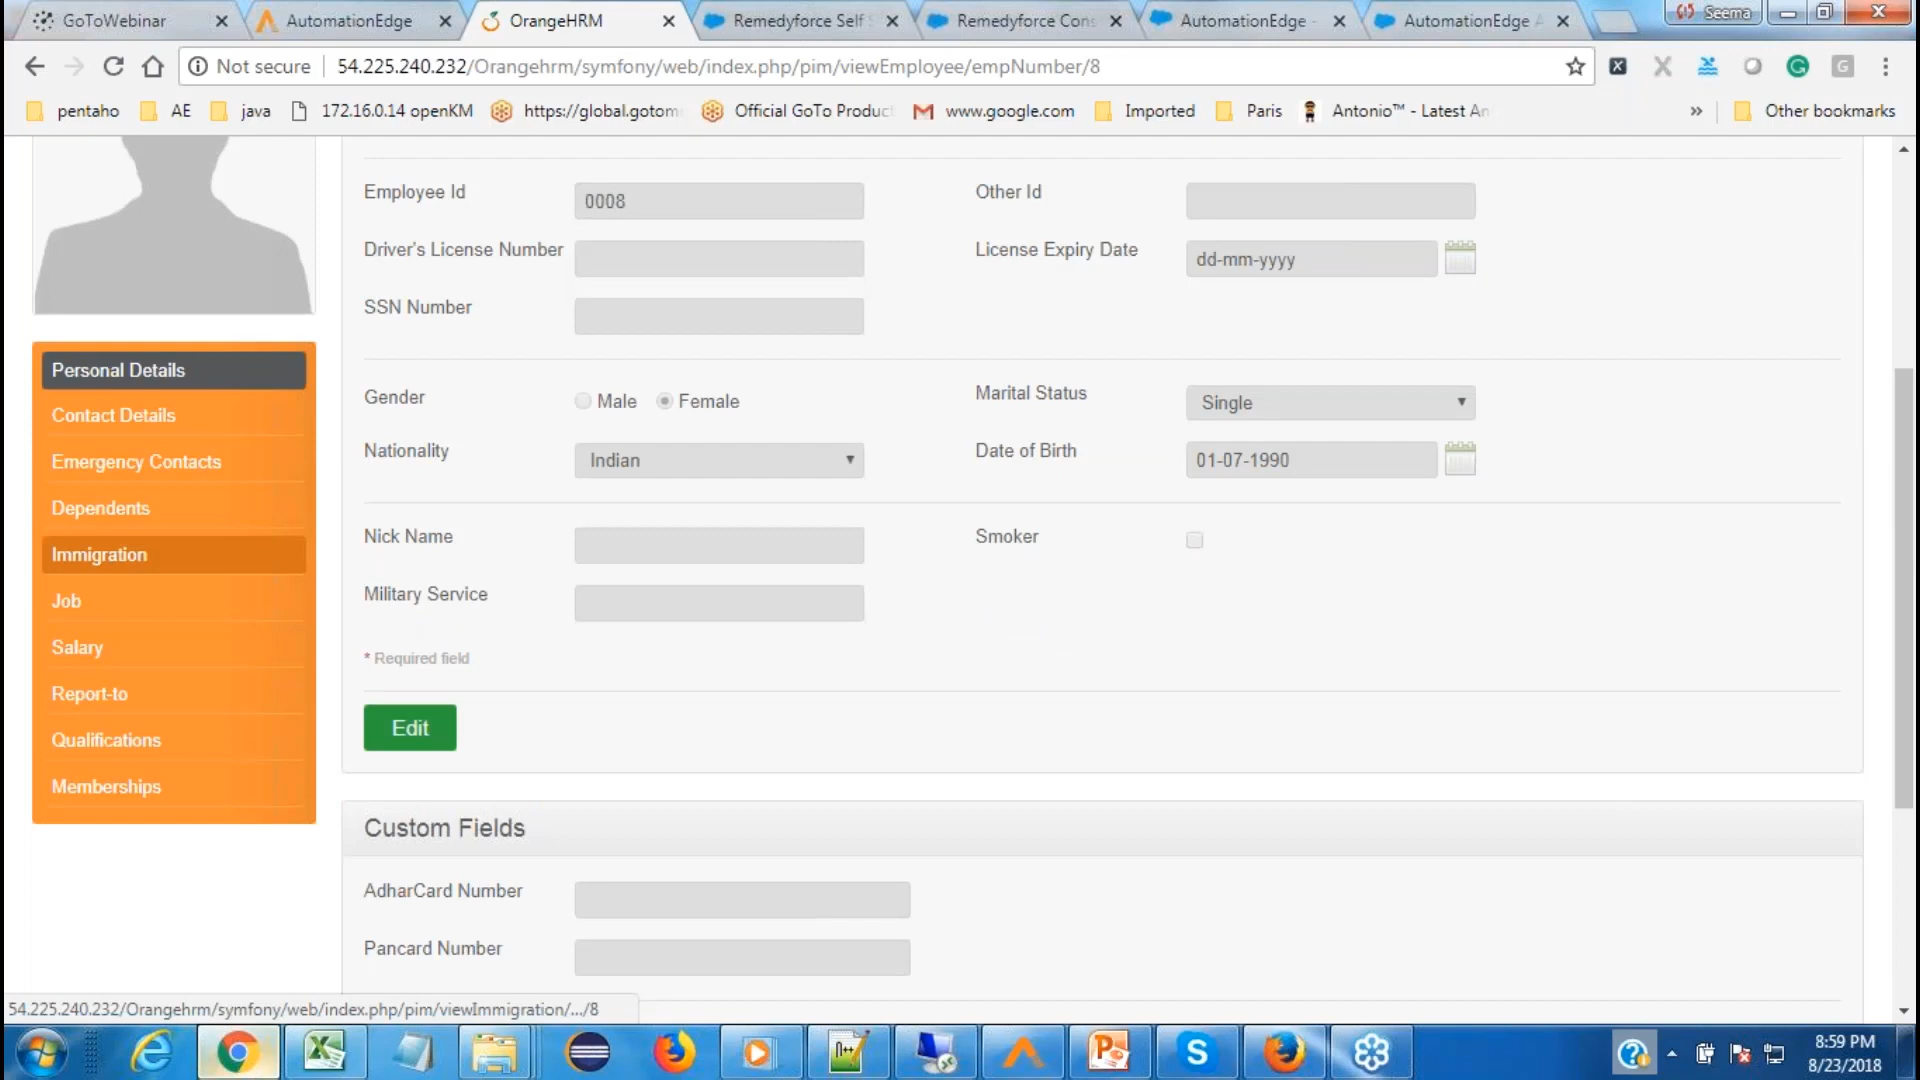 GoToWebinar
AutomationEdge
OrangeHRM
Remedyforce Self
Remedyforce Cons
AutomationEdge -
AutomationEdge A
Seema
Not secure
54.225.240.232/Orangehrm/symfony/web/index.php/pim/viewEmployee/empNumber/8
pentaho
AE
java
172.16.0.14 openKM
https://global.gotom
Official GoTo Produc
www.google.com
Imported
Paris
Antonio™ - Latest An
»
Other bookmarks
Employee Id
0008
Other Id
Driver's License Number
License Expiry Date
dd-mm-yyyy
SSN Number
Personal Details
Contact Details
Emergency Contacts
Dependents
Immigration
Job
Salary
Report-to
Qualifications
Memberships
Gender
Male
Female
Marital Status
Single
Nationality
Indian
Date of Birth
01-07-1990
Nick Name
Smoker
Military Service
* Required field
Edit
Custom Fields
AdharCard Number
Pancard Number
54.225.240.232/Orangehrm/symfony/web/index.php/pim/viewImmigration/.../8
8:59 PM
8/23/2018